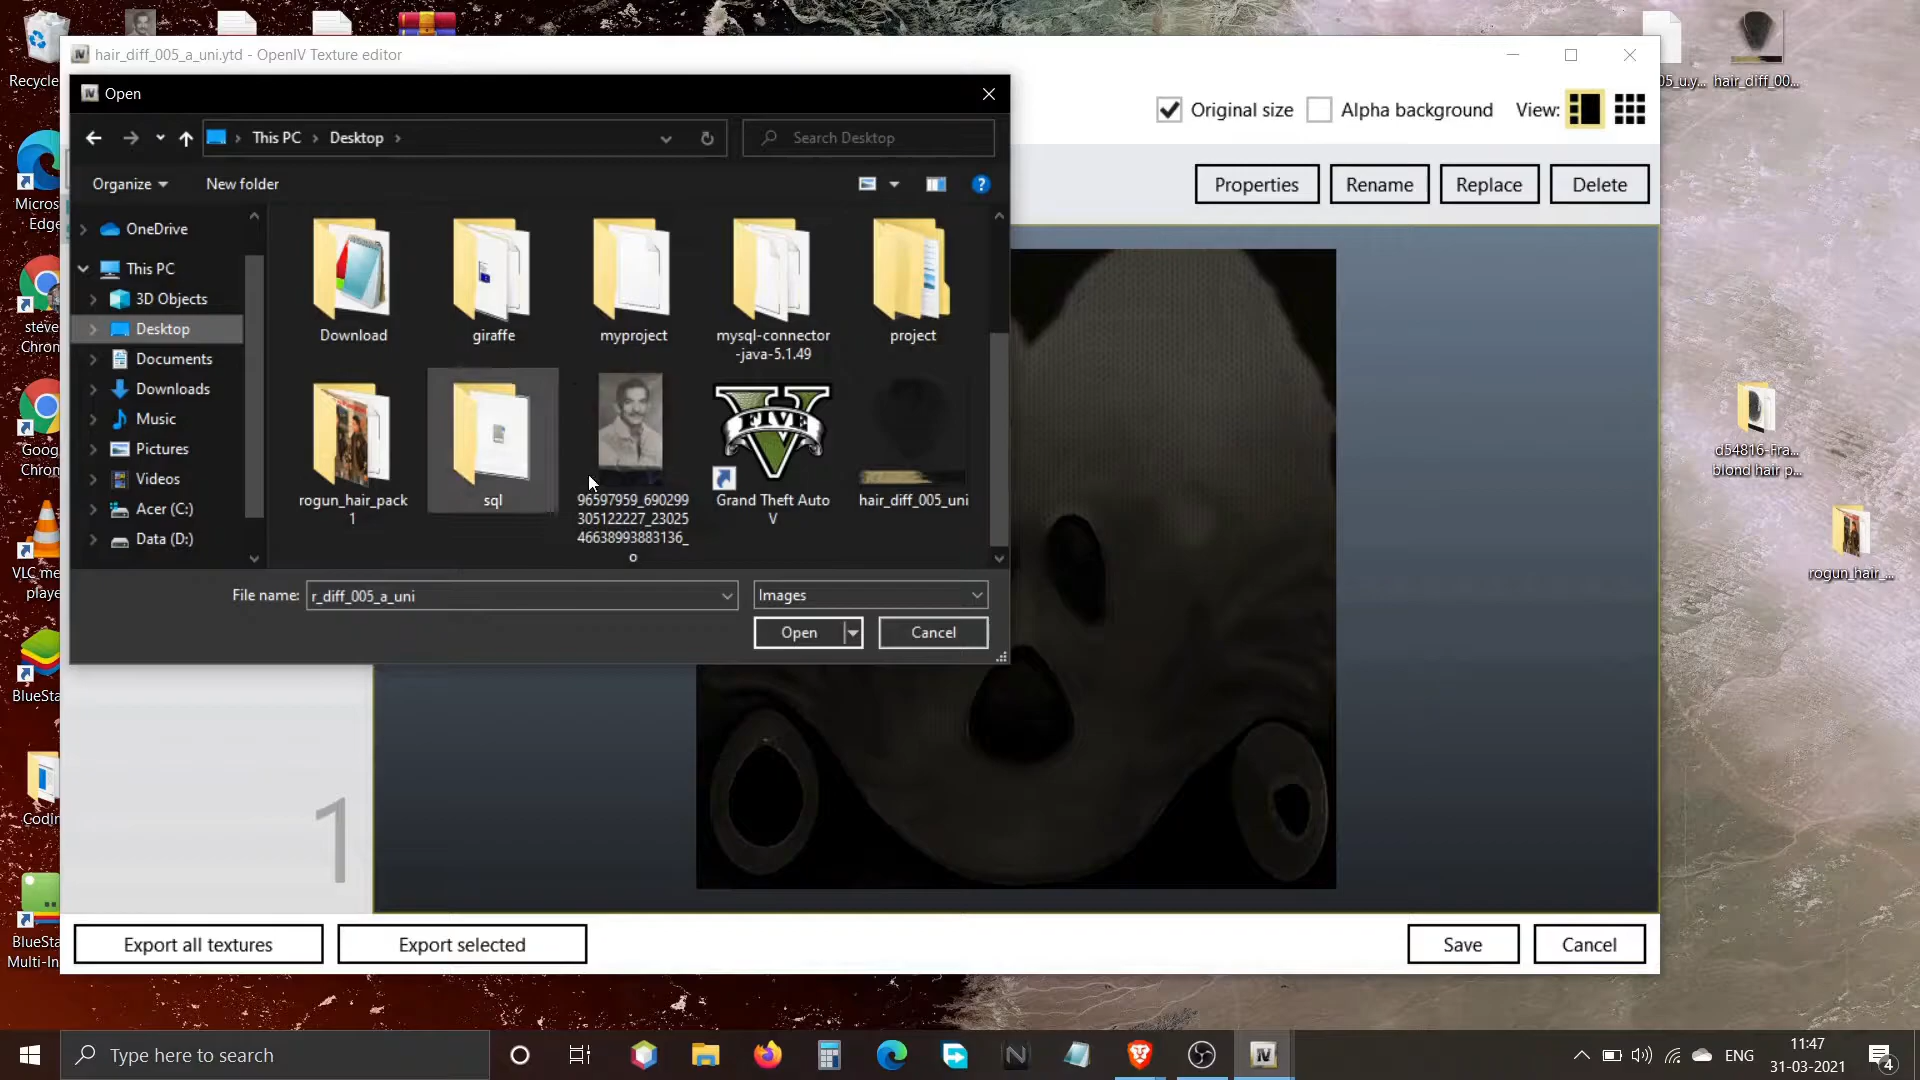 Recycle
Micros
Edge
steve
Chrom
Goog
Chrom
VLC me
playe
BlueSta
Codin
BlueSta
Multi-In
hair_diff_005_a_uni.ytd - OpenIV Texture editor
Original size
Alpha background
View:
Properties
Rename
Replace
Delete
Open
This PC
Desktop
Search Desktop
Organize
New folder
OneDrive
This PC
3D Objects
Desktop
Documents
Downloads
Music
Pictures
Videos
Acer (C:)
Data (D:)
Download
giraffe
myproject
mysql-connector
-java-5.1.49
project
rogun_hair_pack
1
sql
96597959_690299
305122227_23025
46638993883136_
o
FIVE
Grand Theft Auto
V
hair_diff_005_uni
File name:
r_diff_005_a_uni
Images
Open
Cancel
1
Export all textures
Export selected
Save
Cancel
05_u.y...
hair_diff_00...
d54816-Fra...
blond hair p...
rogun_hair_...
Type here to search
ENG
11:47
31-03-2021
4